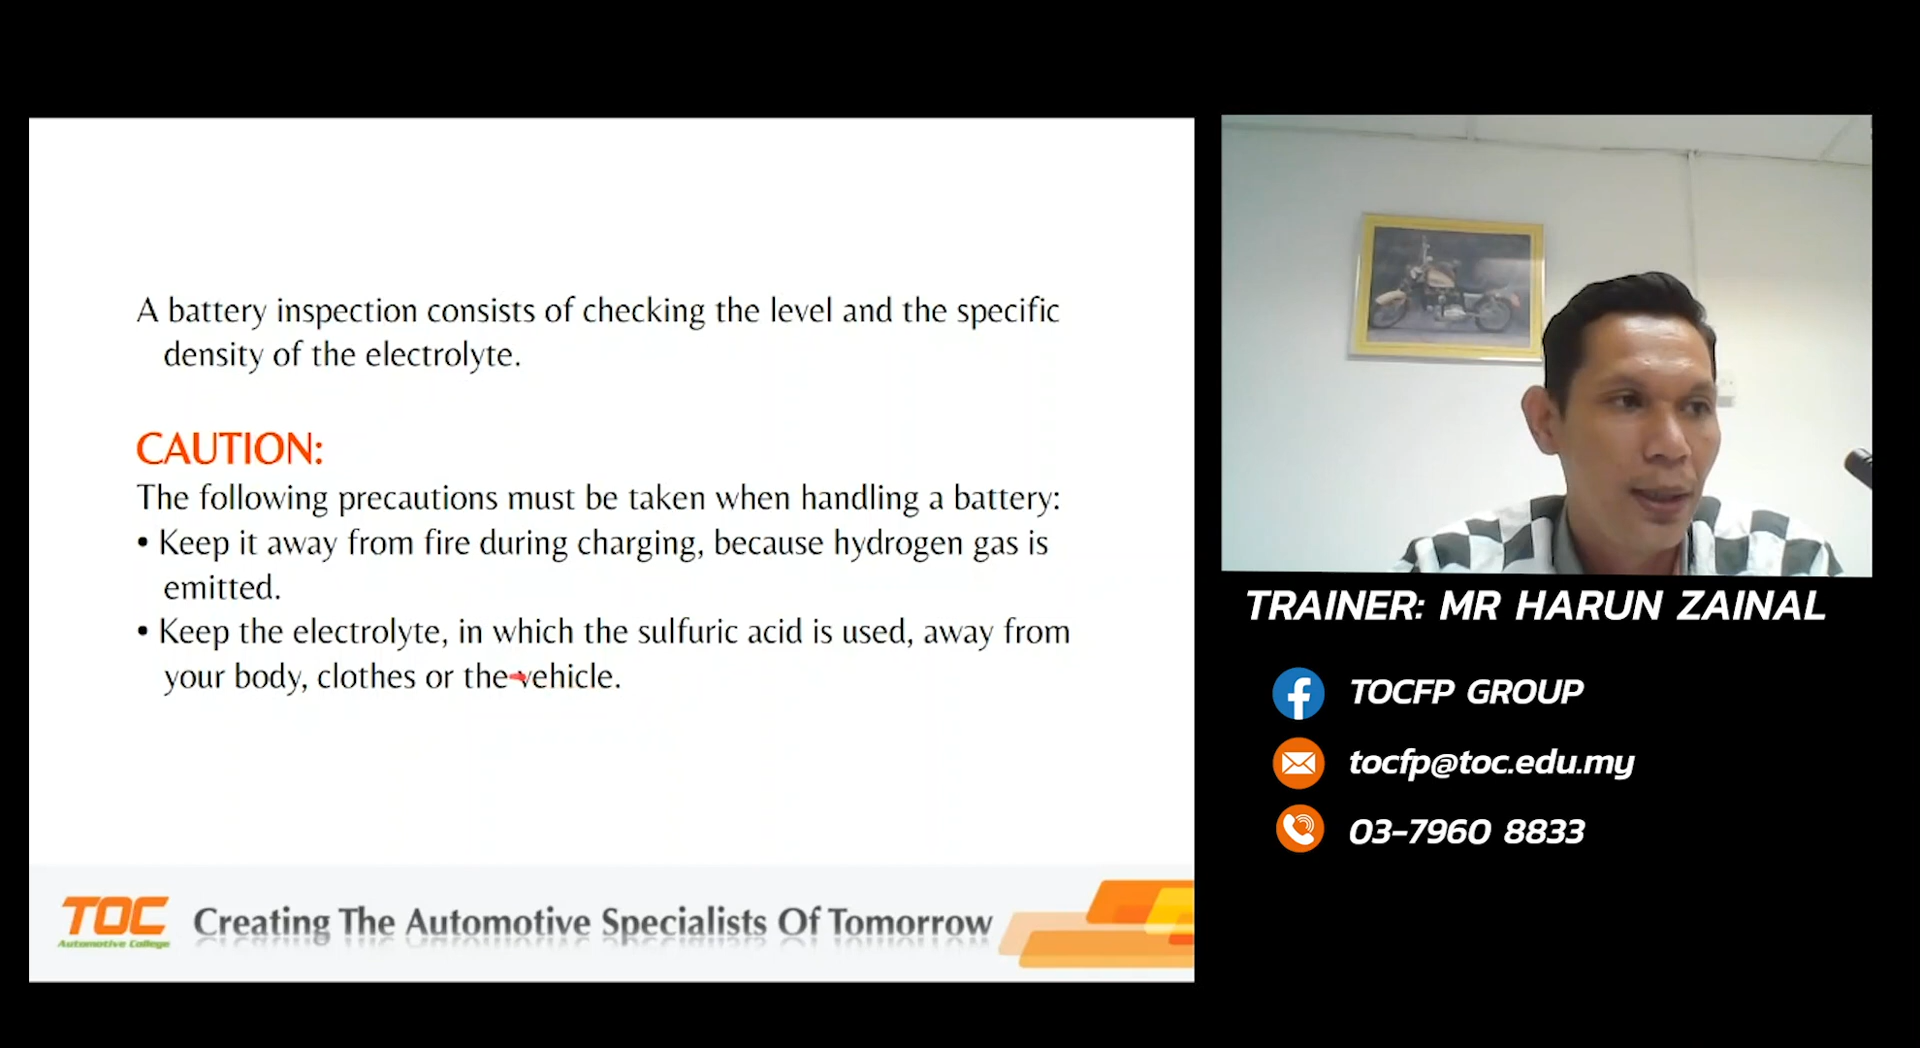 A battery inspection consists of checking the level and the specific
density of the electrolyte.
CAUTION:
The following precautions must be taken when handling a battery:
• Keep it away from fire during charging, because hydrogen gas is
emitted.
• Keep the electrolyte, in which the sulfuric acid is used, away from
your body, clothes or the vehicle.
TOC
Automotive College
Creating The Automotive Specialists Of Tomorrow
TRAINER: MR HARUN ZAINAL
TOCFP GROUP
tocfp@toc.edu.my
03-7960 8833